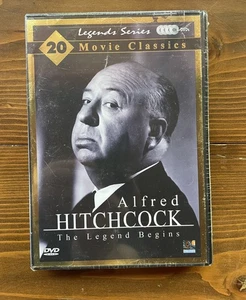 Legends Series
20 Movie Classics
Alfred
HITCHCOCK
The Legend Begins
DVD